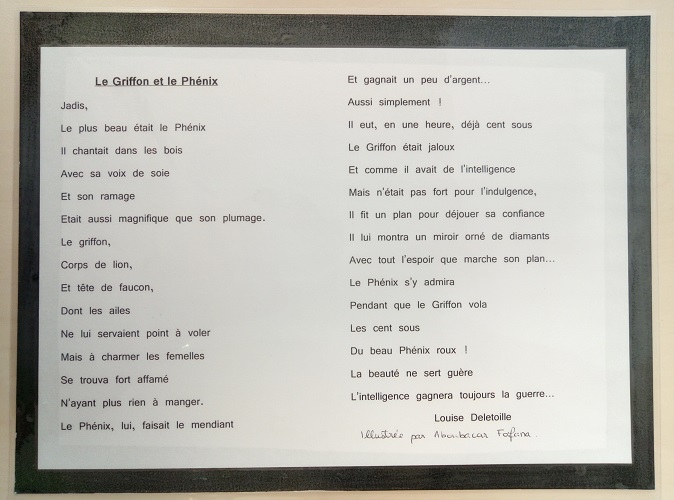 Le Griffon et le Phénix
Jadis,
Le plus beau était le Phénix
Il chantait dans les bois
Avec sa voix de soie
Et son ramage
Etait aussi magnifique que son plumage.
Le griffon,
Corps de lion,
Et tête de faucon,
Dont les ailes
Ne lui servaient point à voler
Mais à charmer les femelles
Se trouva fort affamé
N'ayant plus rien à manger.
Le Phénix, lui, faisait le mendiant
Et gagnait un peu d'argent...
Aussi simplement !
Il eut, en une heure, déjà cent sous
Le Griffon était jaloux
Et comme il avait de l'intelligence
Mais n'était pas fort pour l'indulgence,
Il fit un plan pour déjouer sa confiance
Il lui montra un miroir orné de diamants
Avec tout l'espoir que marche son plan...
Le Phénix s'y admira
Pendant que le Griffon vola
Les cent sous
Du beau Phénix roux !
La beauté ne sert guère
L'intelligence gagnera toujours la guerre...
Louise Deletoille
Illustrée par Aboubacar Fofana.